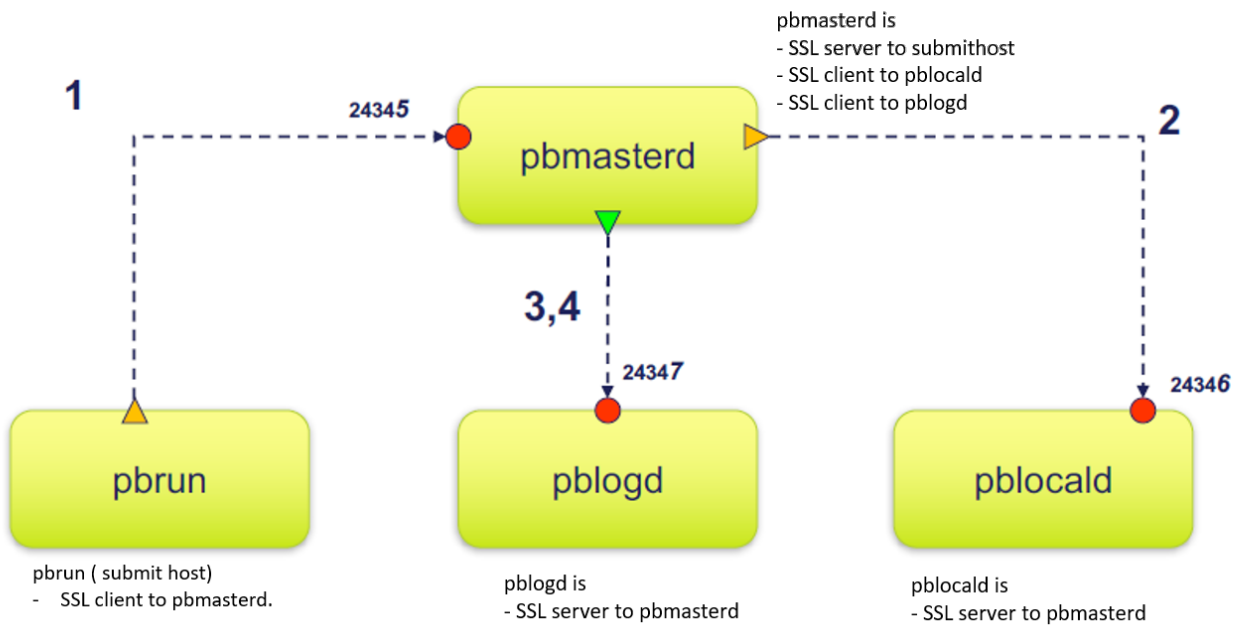 pbmasterd is
- SSL server to submithost
- SSL client to pblocald
- SSL client to pblogd
1
24345
pbmasterd
2
3,4
24347
24346
pbrun
pblogd
pblocald
pbrun ( submit host)
- SSL client to pbmasterd.
pblogd is
- SSL server to pbmasterd
pblocald is
- SSL server to pbmasterd